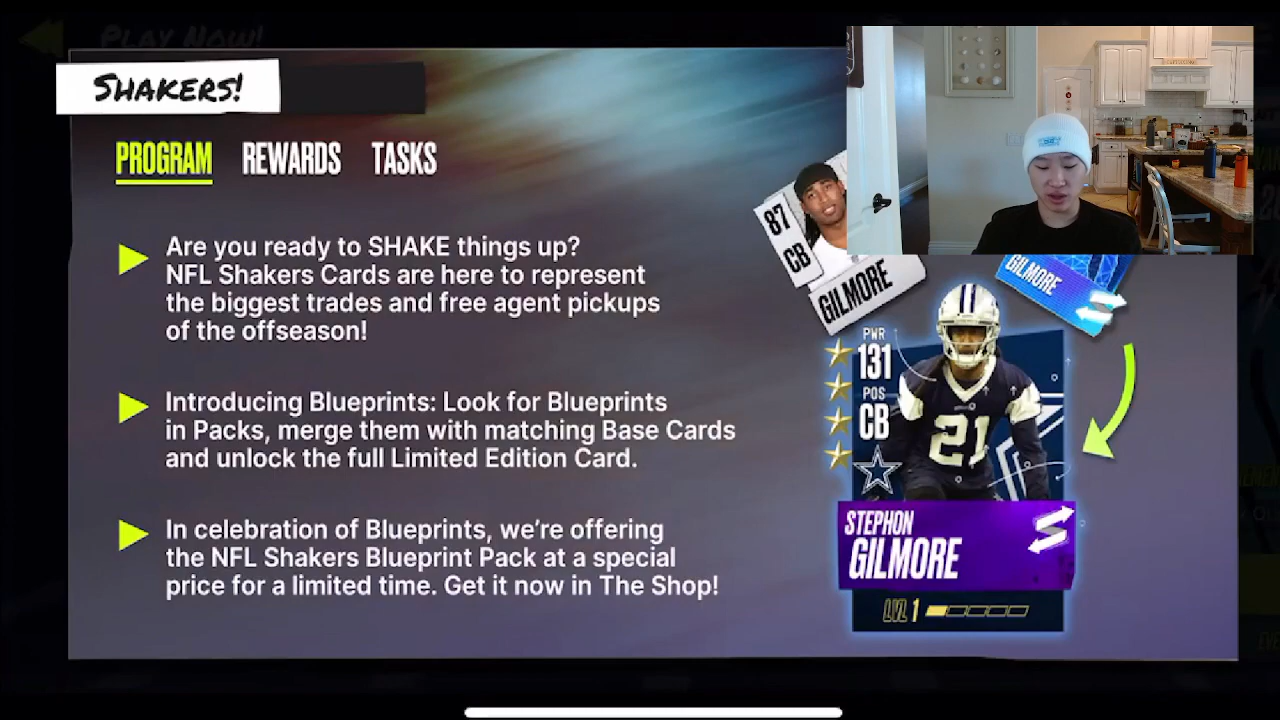 Play Now!
SHAKERS!
PROGRAM REWARDS TASKS
Are you ready to SHAKE things up?
NFL Shakers Cards are here to represent
the biggest trades and free agent pickups
of the offseason!
Introducing Blueprints: Look for Blueprints
in Packs, merge them with matching Base Cards
and unlock the full Limited Edition Card.
In celebration of Blueprints, we’re offering
the NFL Shakers Blueprint Pack at a special
price for a limited time. Get it now in The Shop!
87
CB
GILMORE
GILMORE
PWR
131
POS
CB
21
STEPHON
GILMORE
LVL 1